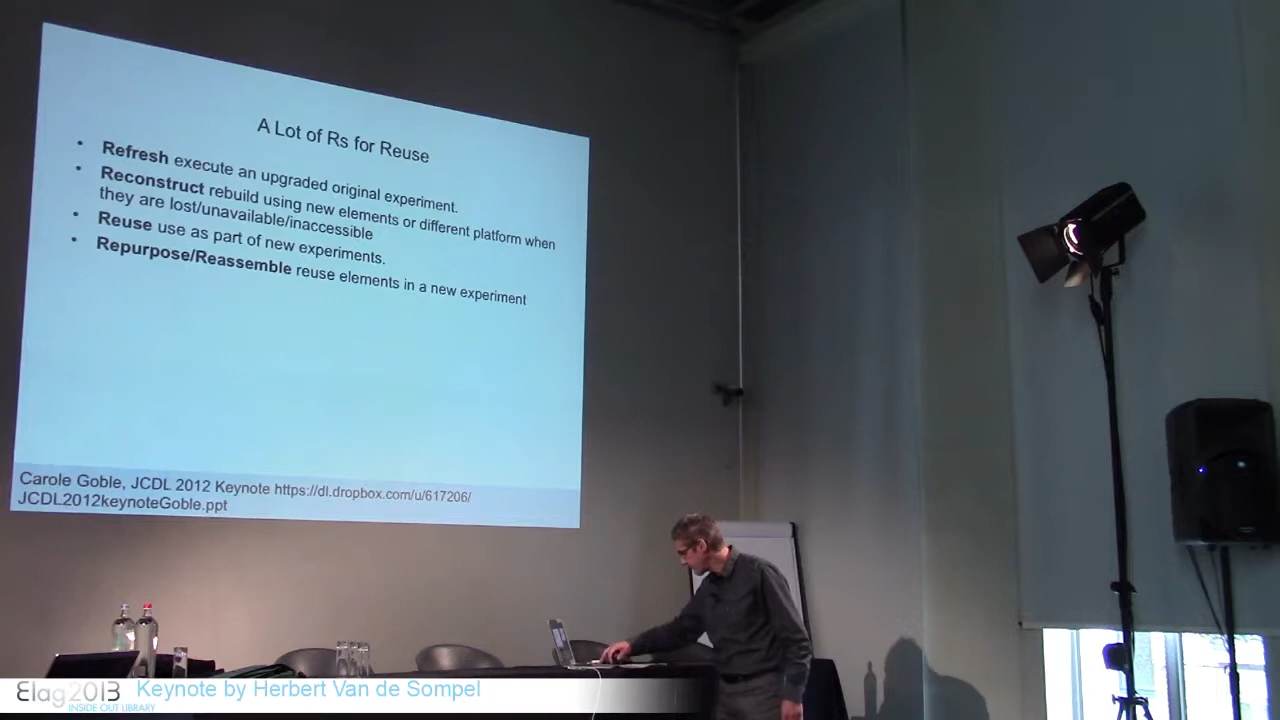 A Lot of Rs for Reuse
• Refresh execute an upgraded original experiment.
• Reconstruct rebuild using new elements or different platform when
they are lost/unavailable/inaccessible
• Reuse use as part of new experiments.
• Repurpose/Reassemble reuse elements in a new experiment
Carole Goble, JCDL 2012 Keynote https://dl.dropbox.com/u/617206/
JCDL2012keynoteGoble.ppt
Elag2013 Keynote by Herbert Van de Sompel
INSIDE OUT LIBRARY